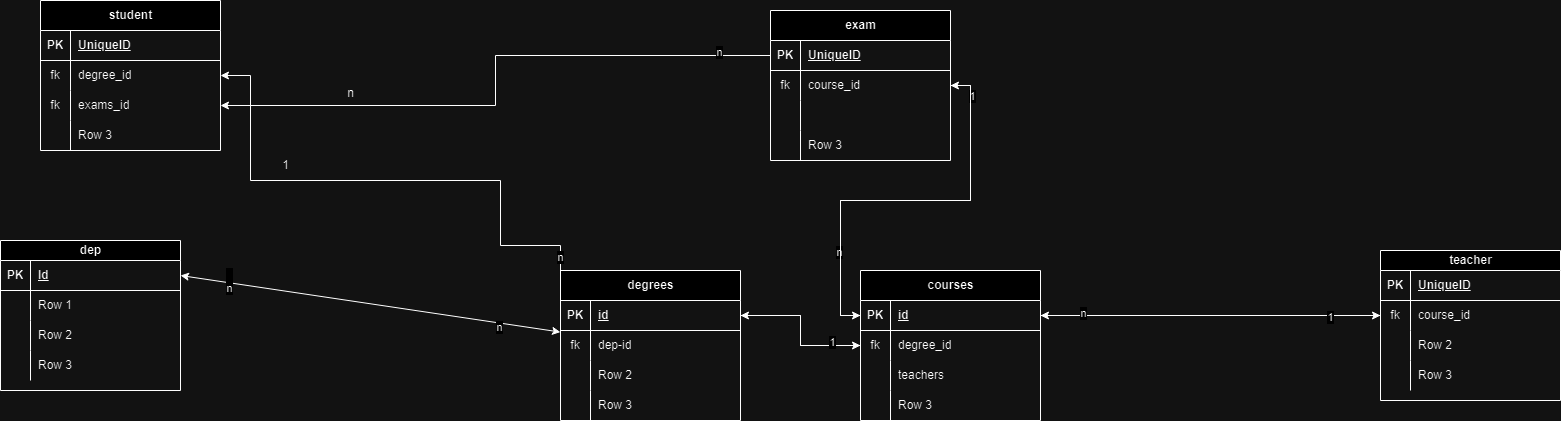 student
PK UniqueID
fk degree_id
fk exams_id
Row 3
exam
PK UniqueID
fk course_id
Row 3
n
n
1
1
n
n
dep
PK Id
Row 1
Row 2
Row 3
n
n
degrees
PK id
fk dep-id
Row 2
Row 3
1
courses
PK id
fk degree_id
teachers
Row 3
n
1
teacher
PK UniqueID
fk course_id
Row 2
Row 3